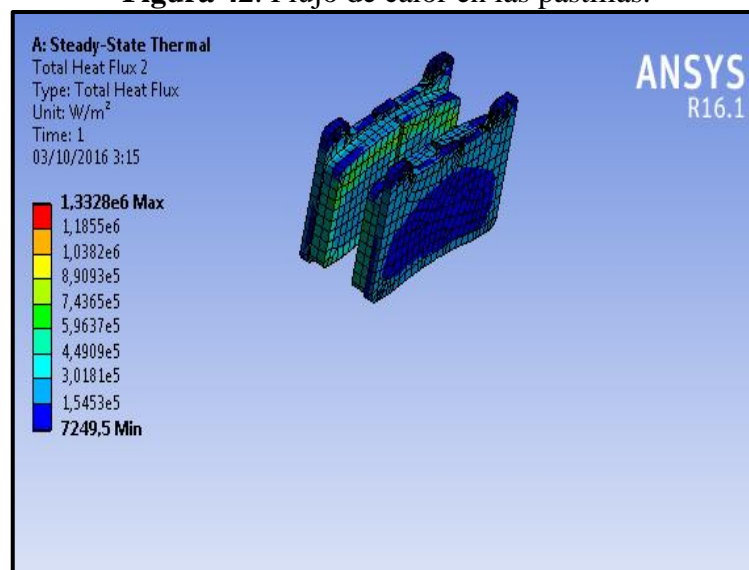 Figura 42. Flujo de calor en las pastillas.
A: Steady-State Thermal
Total Heat Flux 2
Type: Total Heat Flux
Unit: W/m²
Time: 1
03/10/2016 3:15
1,3328e6 Max
1,1855e6
1,0382e6
8,9093e5
7,4365e5
5,9637e5
4,4909e5
3,0181e5
1,5453e5
7249,5 Min
ANSYS
R16.1